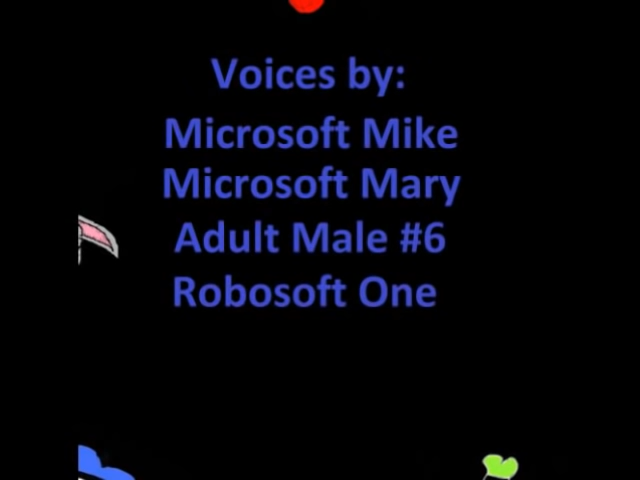 Voices by:
Microsoft Mike
Microsoft Mary
Adult Male #6
Robosoft One